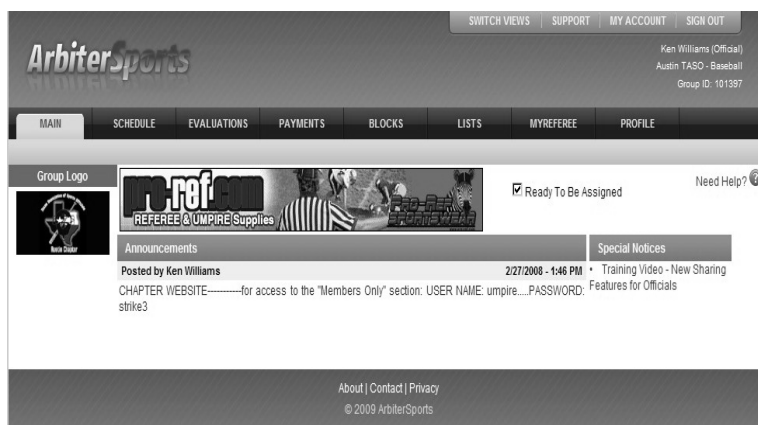 SWITCH VIEWS | SUPPORT | MY ACCOUNT | SIGN OUT
ArbiterSports
Ken Williams (Official)
Austin TASO - Baseball
Group ID: 101397
MAIN SCHEDULE EVALUATIONS PAYMENTS BLOCKS LISTS MYREFEREE PROFILE
Group Logo
pro-ref.com
REFEREE & UMPIRE Supplies
PRO-REF
SPORTSWEAR
Ready To Be Assigned
Need Help?
Announcements
Posted by Ken Williams 2/27/2008 - 1:46 PM
CHAPTER WEBSITE-----------for access to the "Members Only" section: USER NAME: umpire.....PASSWORD:
strike3
Special Notices
• Training Video - New Sharing
Features for Officials
About | Contact | Privacy
© 2009 ArbiterSports